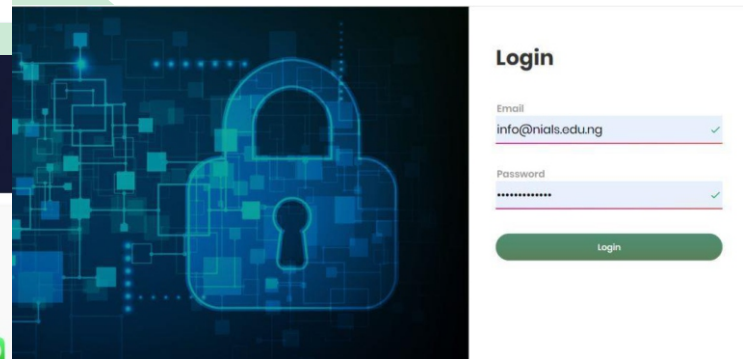 Login
Email
info@nials.edu.ng
Password
•••••••••••••
Login